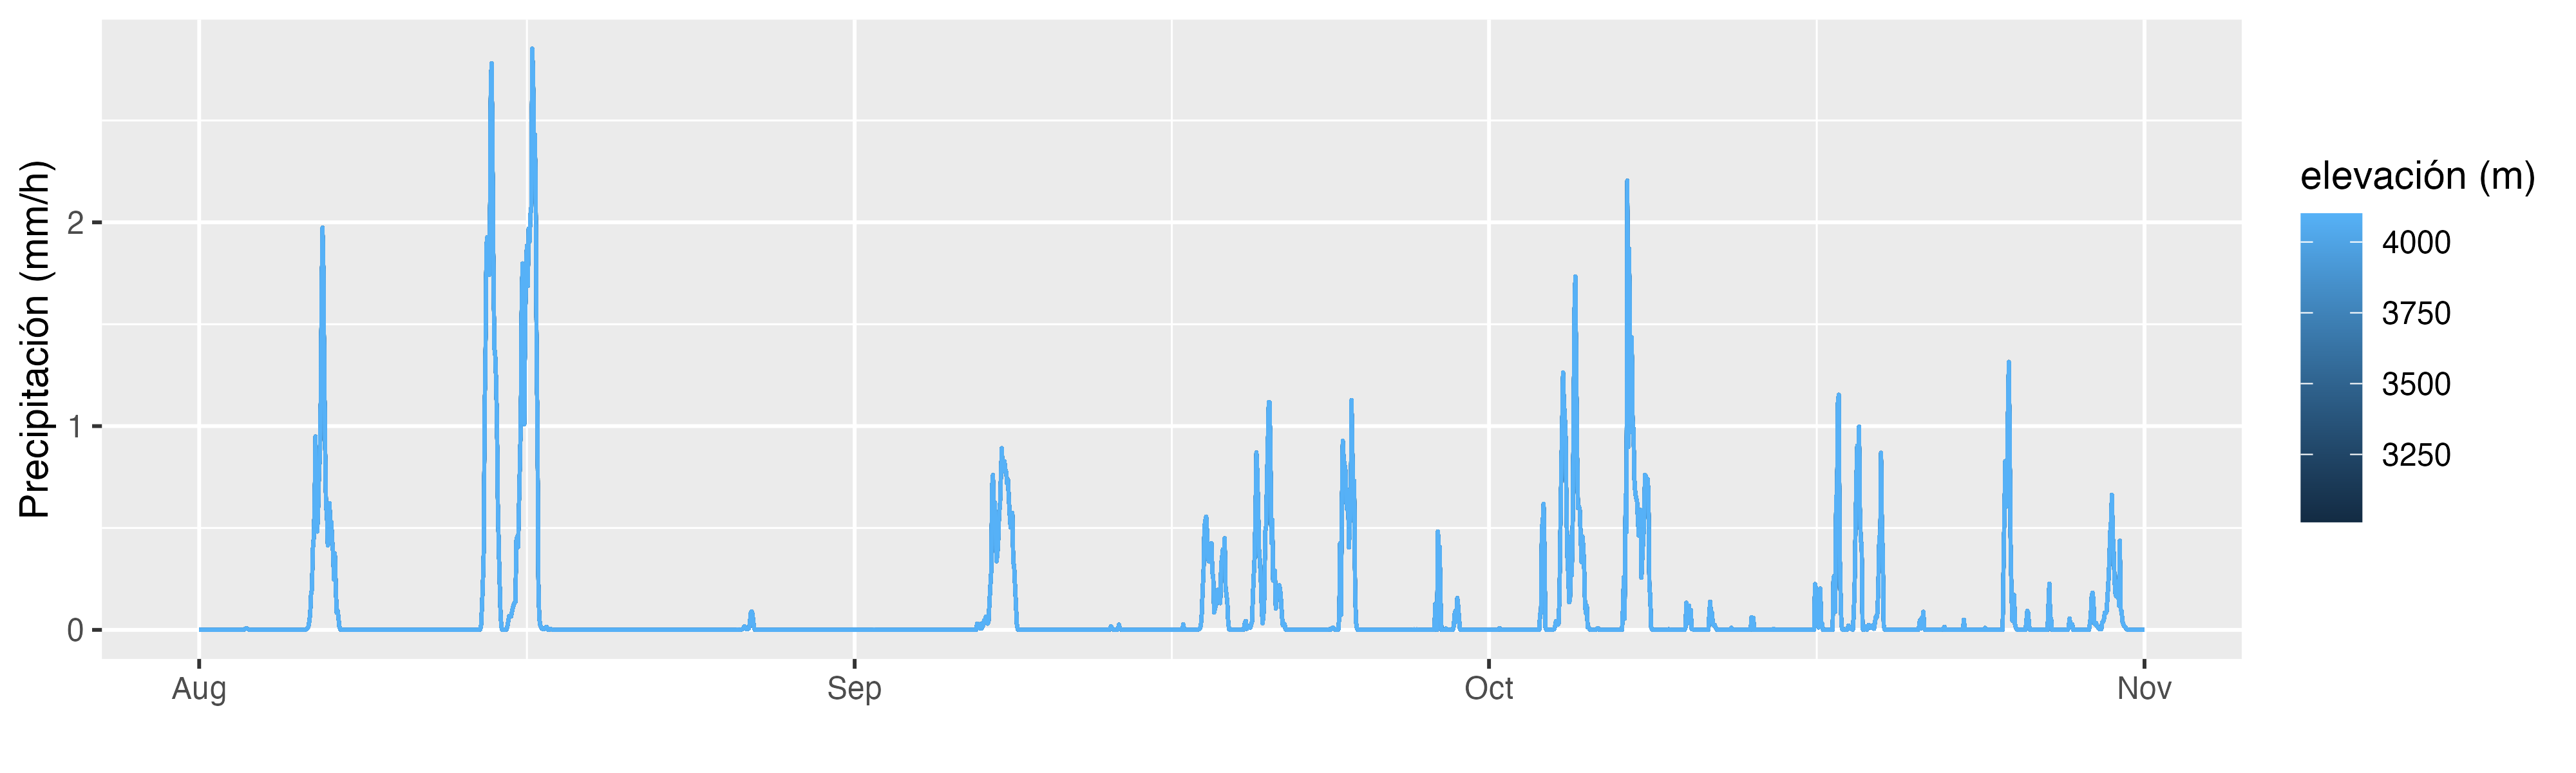 Precipitación (mm/h)
2
1
0
Aug
Sep
Oct
Nov
elevación (m)
4000
3750
3500
3250